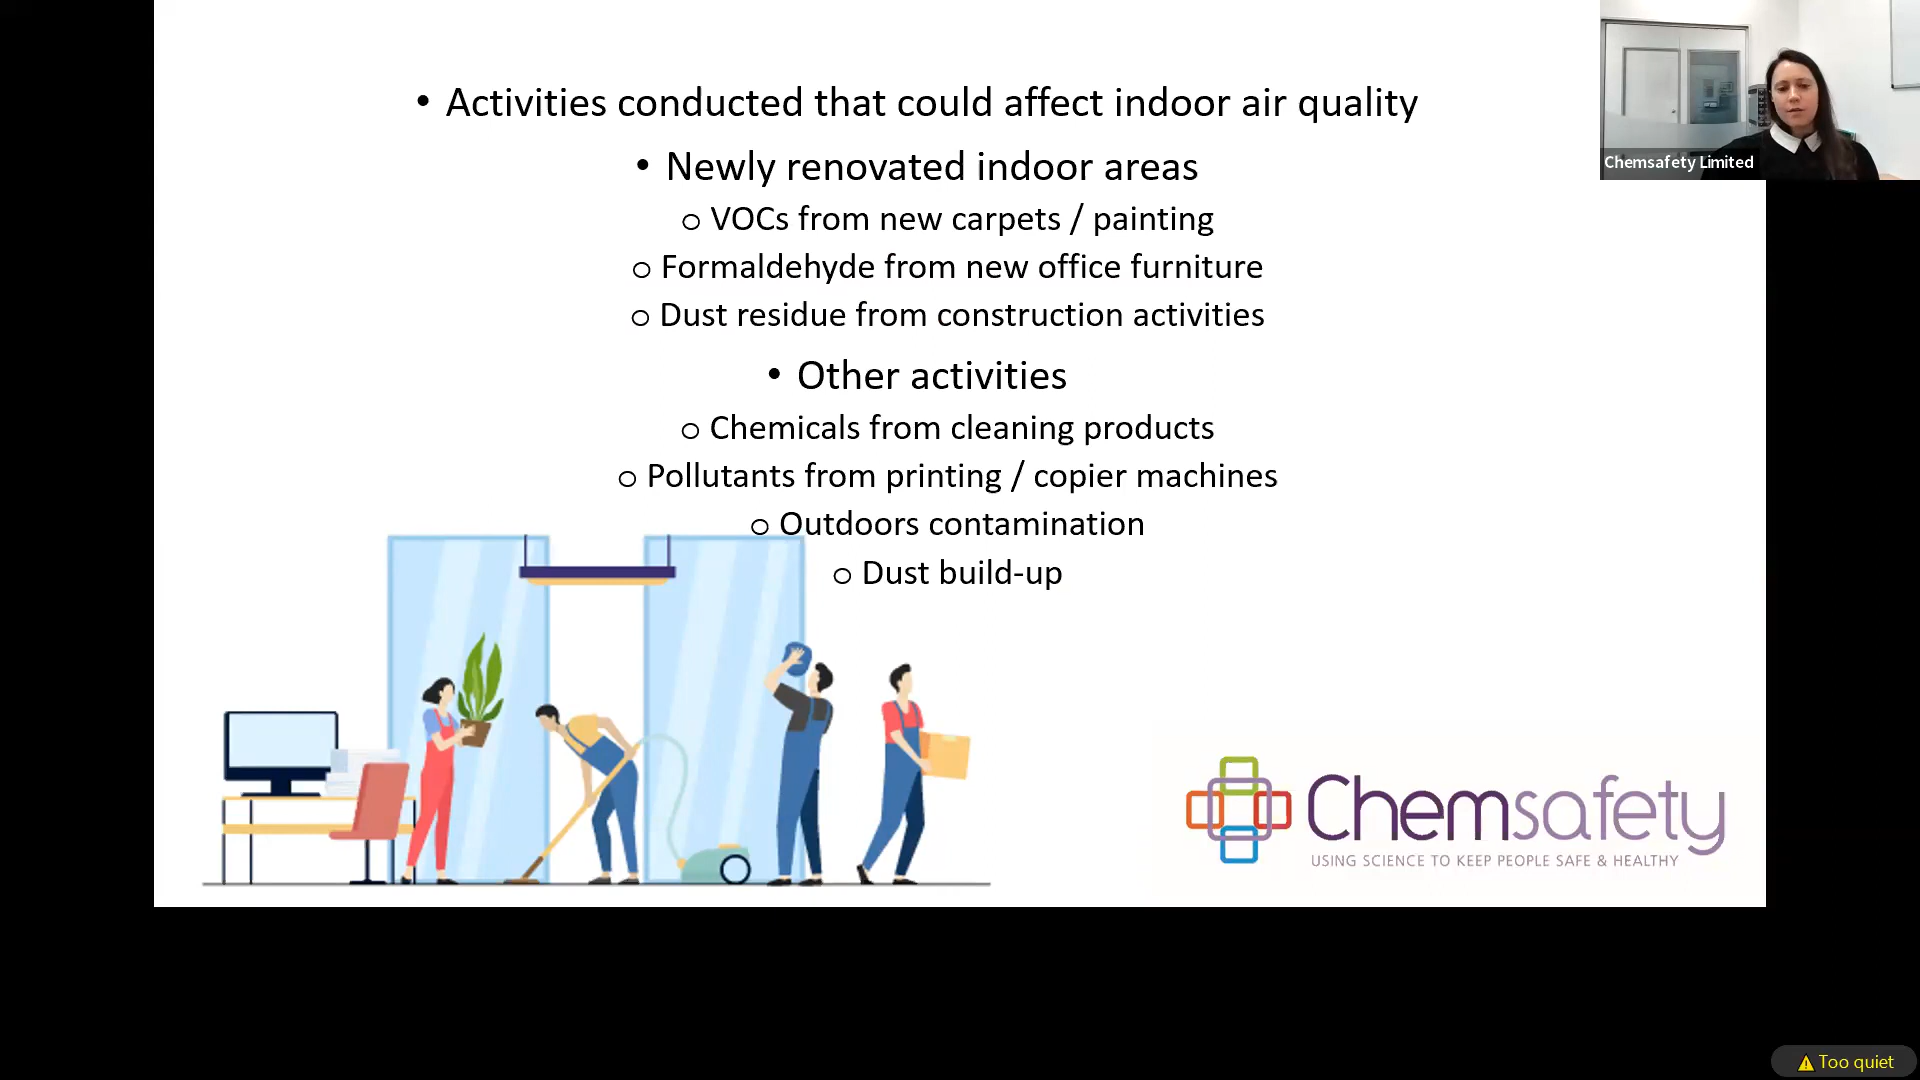 • Activities conducted that could affect indoor air quality
• Newly renovated indoor areas
o VOCs from new carpets / painting
o Formaldehyde from new office furniture
o Dust residue from construction activities
• Other activities
o Chemicals from cleaning products
o Pollutants from printing / copier machines
o Outdoors contamination
o Dust build-up
Chemsafety Limited
Chemsafety
USING SCIENCE TO KEEP PEOPLE SAFE & HEALTHY
Too quiet